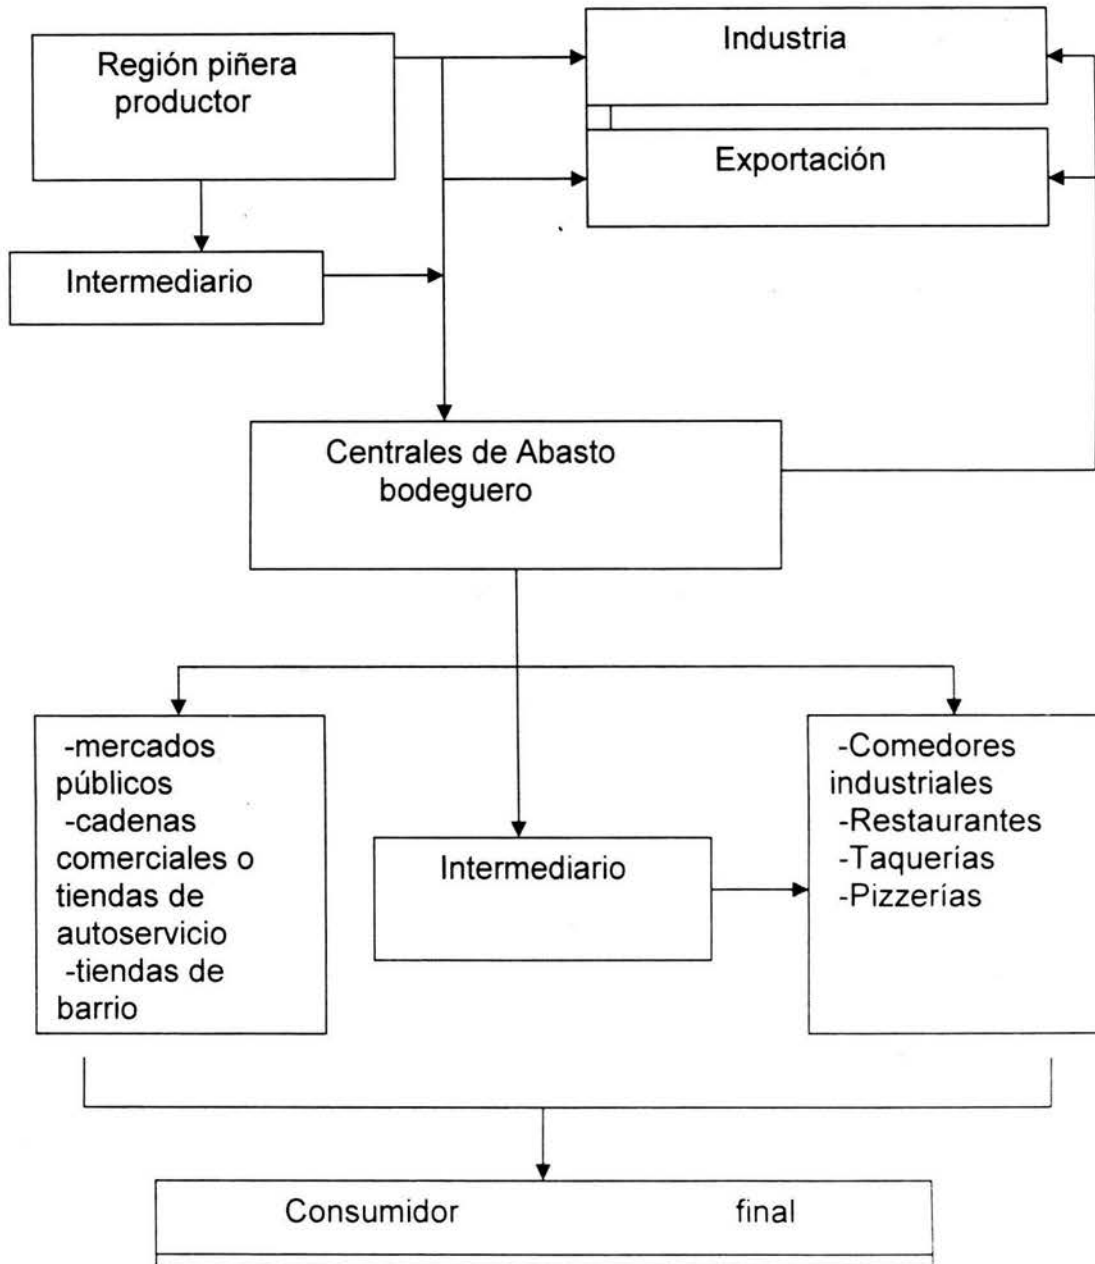 Región piñera
productor
Industria
Exportación
Intermediario
Centrales de Abasto
bodeguero
-mercados
públicos
-cadenas
comerciales o
tiendas de
autoservicio
-tiendas de
barrio
Intermediario
-Comedores
industriales
-Restaurantes
-Taquerías
-Pizzerías
Consumidor final